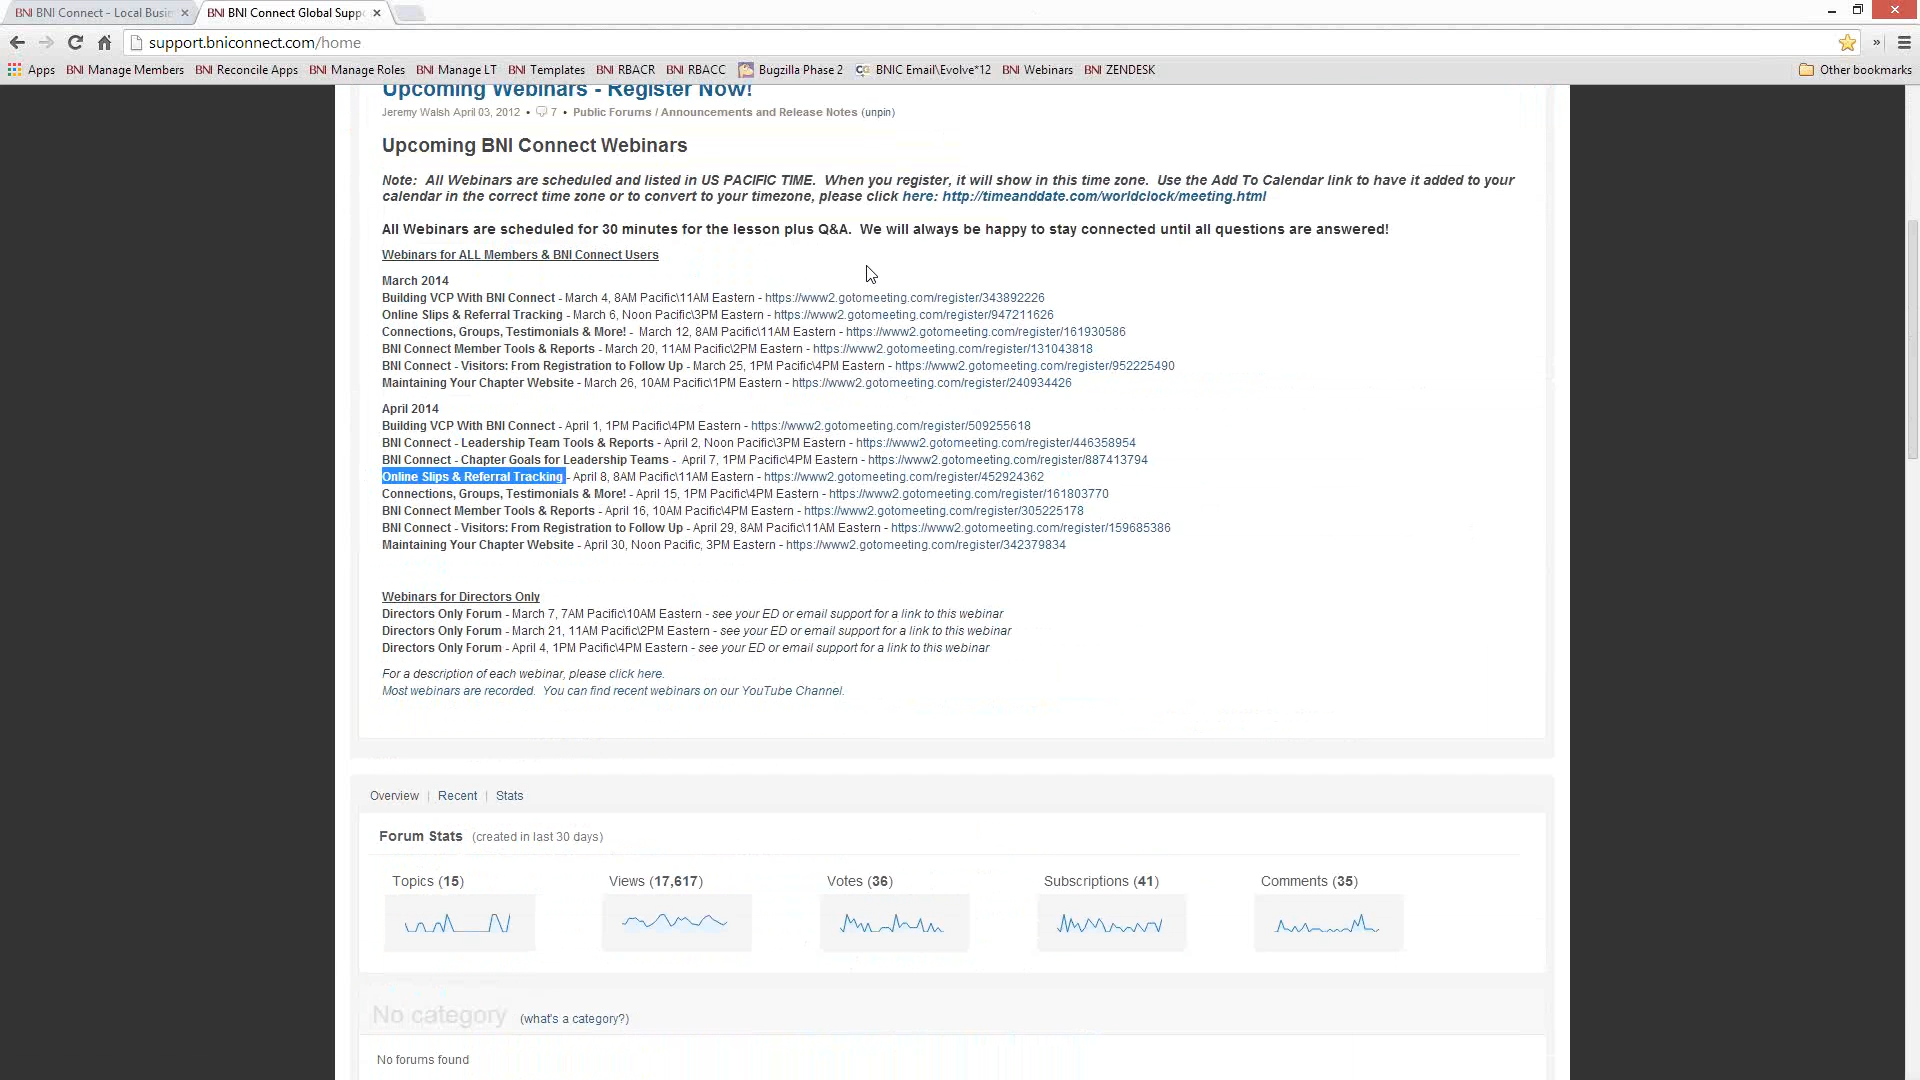 BNI BNI Connect - Local Busin
BNI BNI Connect Global Suppo
support.bniconnect.com/home
Apps BNI Manage Members BNI Reconcile Apps BNI Manage Roles BNI Manage LT BNI Templates BNI RBACR BNI RBACC Bugzilla Phase 2 BNIC Email\Evolve*12 BNI Webinars BNI ZENDESK Other bookmarks
Upcoming Webinars - Register Now!
Jeremy Walsh April 03, 2012 • 7 • Public Forums / Announcements and Release Notes (unpin)
Upcoming BNI Connect Webinars
Note: All Webinars are scheduled and listed in US PACIFIC TIME. When you register, it will show in this time zone. Use the Add To Calendar link to have it added to your
calendar in the correct time zone or to convert to your timezone, please click here: http://timeanddate.com/worldclock/meeting.html
All Webinars are scheduled for 30 minutes for the lesson plus Q&A. We will always be happy to stay connected until all questions are answered!
Webinars for ALL Members & BNI Connect Users
March 2014
Building VCP With BNI Connect - March 4, 8AM Pacific\11AM Eastern - https://www2.gotomeeting.com/register/343892226
Online Slips & Referral Tracking - March 6, Noon Pacific\3PM Eastern - https://www2.gotomeeting.com/register/947211626
Connections, Groups, Testimonials & More! - March 12, 8AM Pacific\11AM Eastern - https://www2.gotomeeting.com/register/161930586
BNI Connect Member Tools & Reports - March 20, 11AM Pacific\2PM Eastern - https://www2.gotomeeting.com/register/131043818
BNI Connect - Visitors: From Registration to Follow Up - March 25, 1PM Pacific\4PM Eastern - https://www2.gotomeeting.com/register/952225490
Maintaining Your Chapter Website - March 26, 10AM Pacific\1PM Eastern - https://www2.gotomeeting.com/register/240934426
April 2014
Building VCP With BNI Connect - April 1, 1PM Pacific\4PM Eastern - https://www2.gotomeeting.com/register/509255618
BNI Connect - Leadership Team Tools & Reports - April 2, Noon Pacific\3PM Eastern - https://www2.gotomeeting.com/register/446358954
BNI Connect - Chapter Goals for Leadership Teams - April 7, 1PM Pacific\4PM Eastern - https://www2.gotomeeting.com/register/887413794
Online Slips & Referral Tracking - April 8, 8AM Pacific\11AM Eastern - https://www2.gotomeeting.com/register/452924362
Connections, Groups, Testimonials & More! - April 15, 1PM Pacific\4PM Eastern - https://www2.gotomeeting.com/register/161803770
BNI Connect Member Tools & Reports - April 16, 10AM Pacific\4PM Eastern - https://www2.gotomeeting.com/register/305225178
BNI Connect - Visitors: From Registration to Follow Up - April 29, 8AM Pacific\11AM Eastern - https://www2.gotomeeting.com/register/159685386
Maintaining Your Chapter Website - April 30, Noon Pacific, 3PM Eastern - https://www2.gotomeeting.com/register/342379834
Webinars for Directors Only
Directors Only Forum - March 7, 7AM Pacific\10AM Eastern - see your ED or email support for a link to this webinar
Directors Only Forum - March 21, 11AM Pacific\2PM Eastern - see your ED or email support for a link to this webinar
Directors Only Forum - April 4, 1PM Pacific\4PM Eastern - see your ED or email support for a link to this webinar
For a description of each webinar, please click here.
Most webinars are recorded. You can find recent webinars on our YouTube Channel.
Overview | Recent | Stats
Forum Stats (created in last 30 days)
Topics (15) Views (17,617) Votes (36) Subscriptions (41) Comments (35)
No category (what's a category?)
No forums found